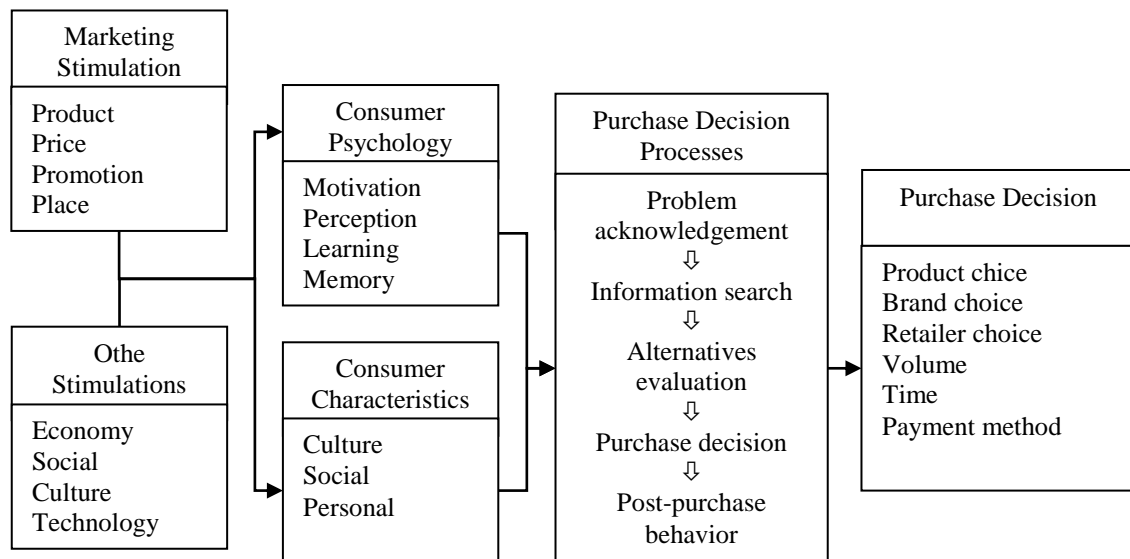 Marketing
Stimulation
Product
Price
Promotion
Place
Othe
Stimulations
Economy
Social
Culture
Technology
Consumer
Psychology
Motivation
Perception
Learning
Memory
Consumer
Characteristics
Culture
Social
Personal
Purchase Decision
Processes
Problem
acknowledgement
⇩
Information search
⇩
Alternatives
evaluation
⇩
Purchase decision
⇩
Post-purchase
behavior
Purchase Decision
Product chice
Brand choice
Retailer choice
Volume
Time
Payment method